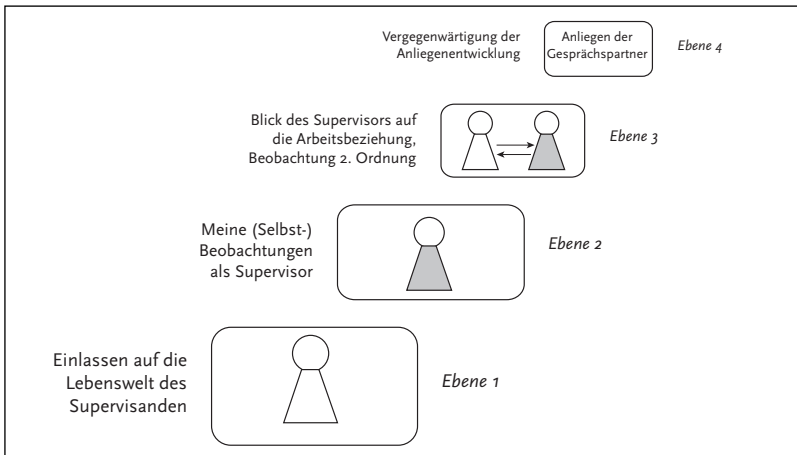 Vergegenwärtigung der
Anliegenentwicklung
Anliegen der
Gesprächspartner
Ebene 4
Blick des Supervisors auf
die Arbeitsbeziehung,
Beobachtung 2. Ordnung
Ebene 3
Meine (Selbst-)
Beobachtungen
als Supervisor
Ebene 2
Einlassen auf die
Lebenswelt des
Supervisanden
Ebene 1